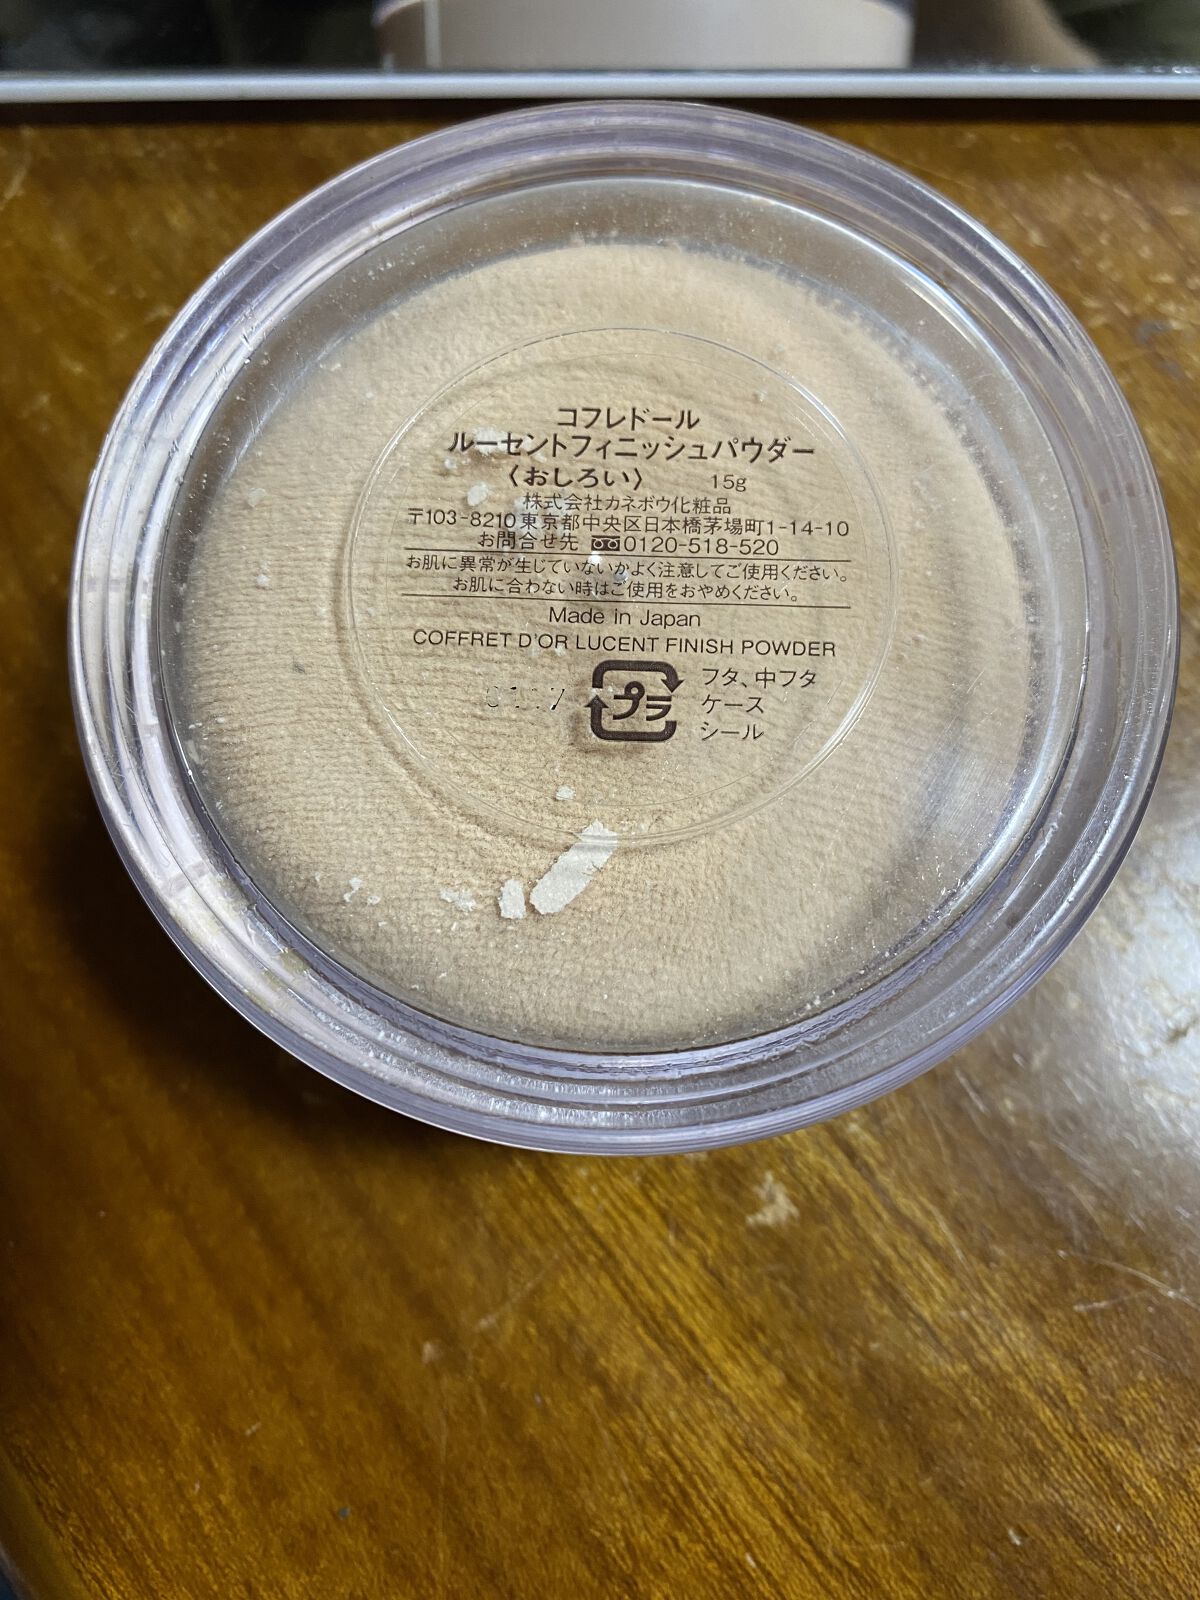 コフレドール
ルーセントフィニッシュパウダー
〈おしろい〉 15g
株式会社カネボウ化粧品
〒103-8210東京都中央区日本橋茅場町1-14-10
お問合せ先 0120-518-520
お肌に異常が生じていないかよく注意してご使用ください。
お肌に合わない時はご使用をおやめください。
Made in Japan
COFFRET D'OR LUCENT FINISH POWDER
プラ
フタ、中フタ
ケース
シール